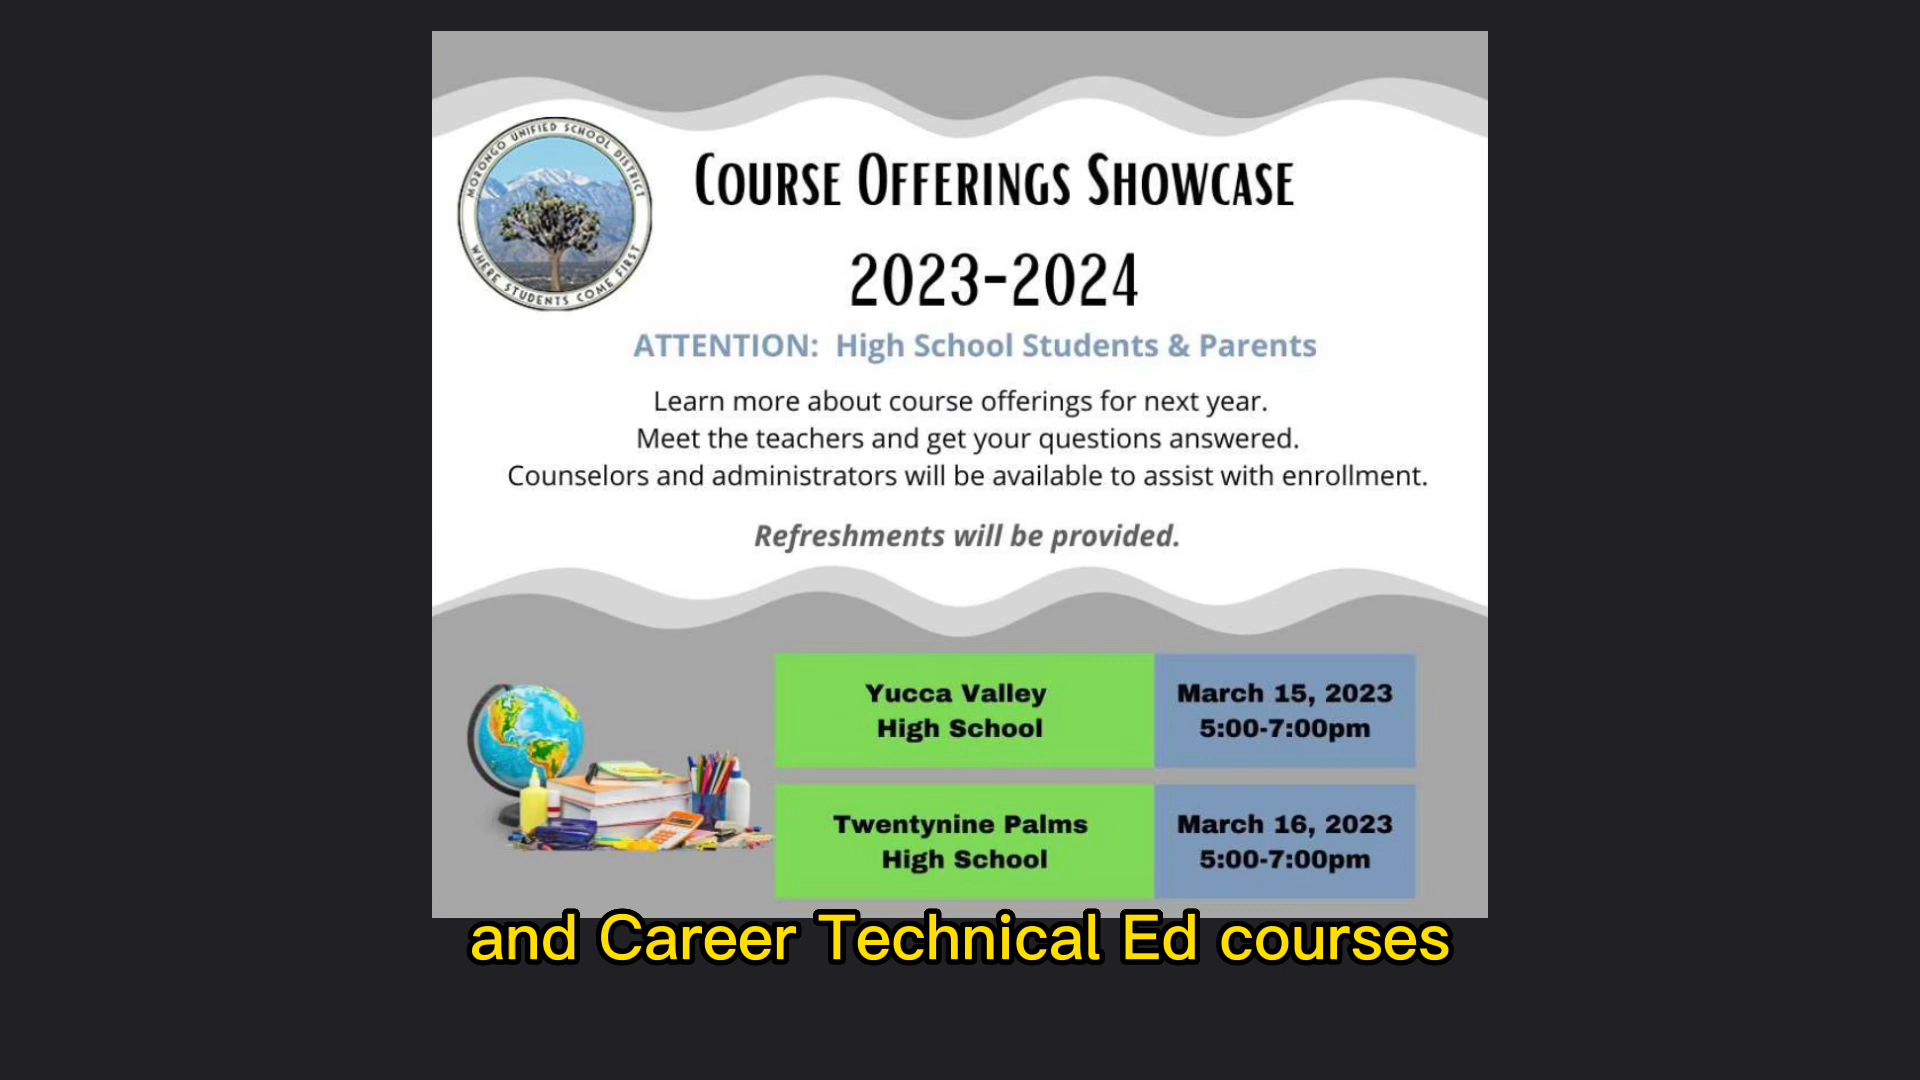 MORONGO UNIFIED SCHOOL DISTRICT
WHERE STUDENTS COME FIRST
COURSE OFFERINGS SHOWCASE
2023-2024
ATTENTION: High School Students & Parents
Learn more about course offerings for next year.
Meet the teachers and get your questions answered.
Counselors and administrators will be available to assist with enrollment.
Refreshments will be provided.
Yucca Valley
High School
March 15, 2023
5:00-7:00pm
Twentynine Palms
High School
March 16, 2023
5:00-7:00pm
and Career Technical Ed courses